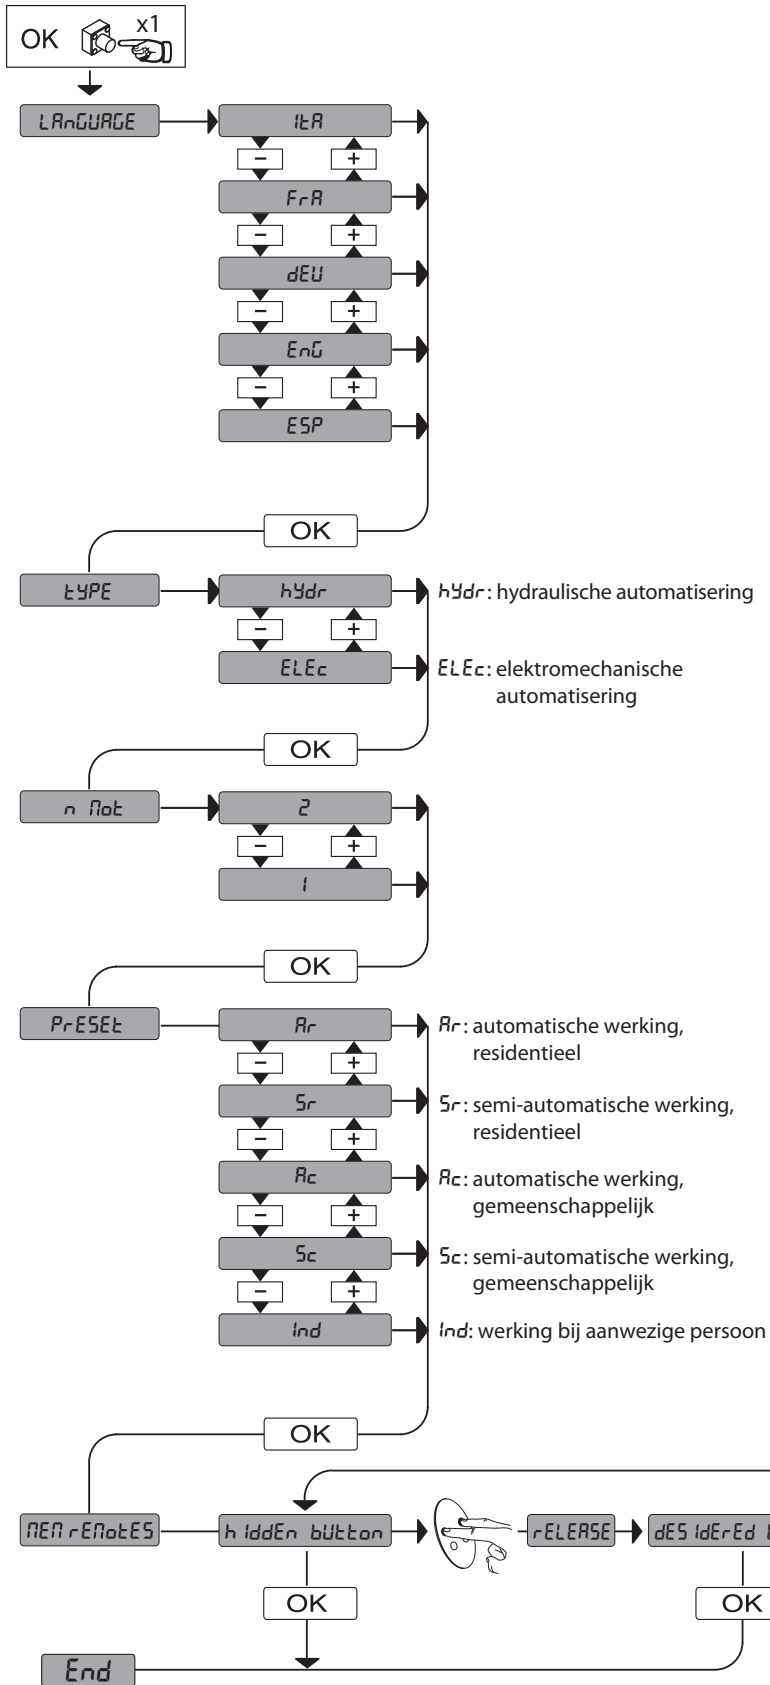 OK x1
LAnGUAGE
ItA
- +
FrA
- +
dEU
- +
EnG
- +
ESP
OK
tYPE
hYdr
hYdr: hydraulische automatisering
- +
ELEc
ELEc: elektromechanische
automatisering
OK
n Mot
2
- +
1
OK
PrESEt
Ar
Ar: automatische werking,
residentieel
- +
Sr
Sr: semi-automatische werking,
residentieel
- +
Ac
Ac: automatische werking,
gemeenschappelijk
- +
Sc
Sc: semi-automatische werking,
gemeenschappelijk
- +
Ind
Ind: werking bij aanwezige persoon
OK
MEM rEMotES
hIddEn bUtton
rELEASE
dESIdErEd
OK
OK
End